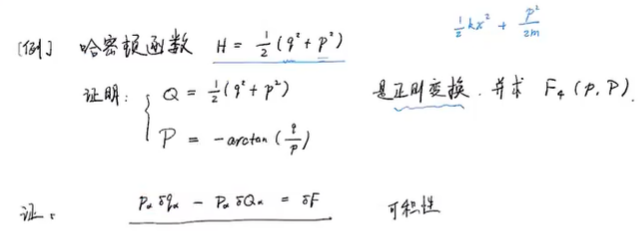 [例] 哈密顿函数 H = ½(q² + p²) ½kx² + p²/2m
证明: { Q = ½(q² + p²) 是正则变换. 并求 F₄(p, P).
P = -arctan(q/p)
证. Pα δqα - Pα δQα = δF 可积性